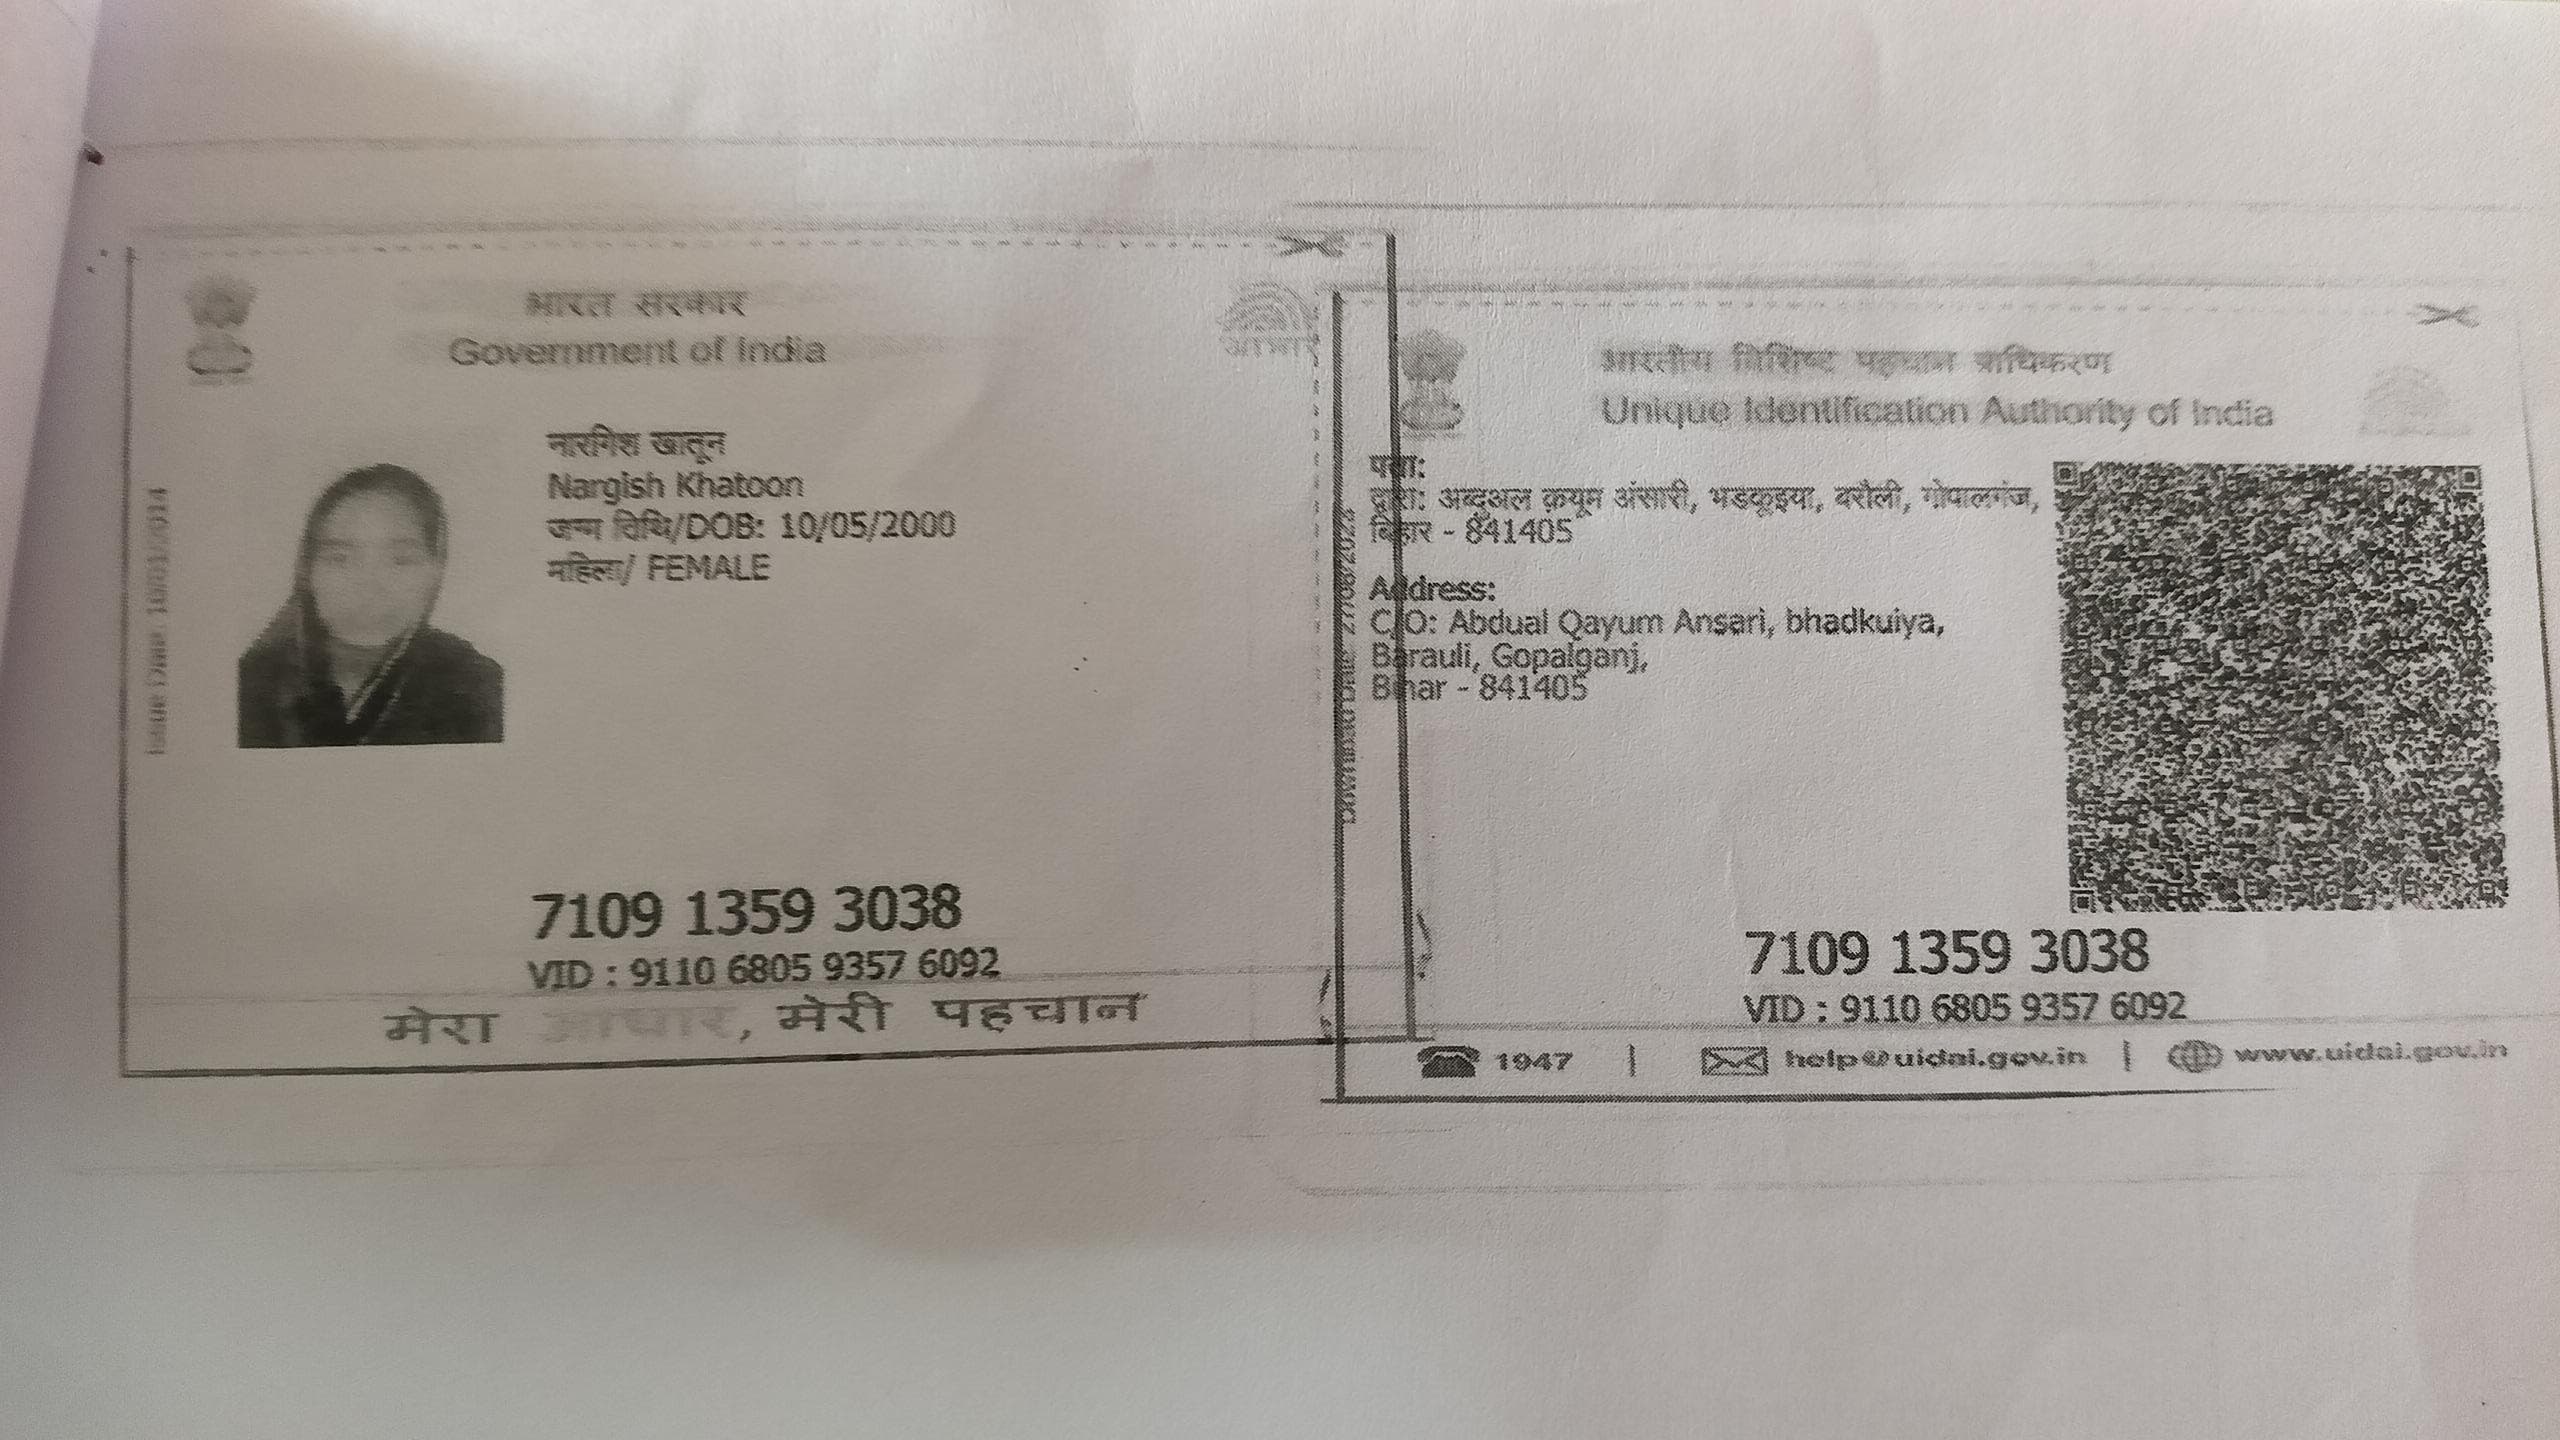 भारत सरकार
Government of India
नारगिश खातून
Nargish Khatoon
जन्म तिथि/DOB: 10/05/2000
महिला/ FEMALE
7109 1359 3038
VID : 9110 6805 9357 6092
मेरा आधार, मेरी पहचान
भारतीय विशिष्ट पहचान प्राधिकरण
Unique Identification Authority of India
पता:
द्वारा: अब्दुअल क़यूम अंसारी, भडकूइया, बरौली, गोपालगंज,
बिहार - 841405
Address:
C/O: Abdual Qayum Ansari, bhadkuiya,
Barauli, Gopalganj,
Bihar - 841405
7109 1359 3038
VID : 9110 6805 9357 6092
1947 | help@uidai.gov.in | www.uidai.gov.in